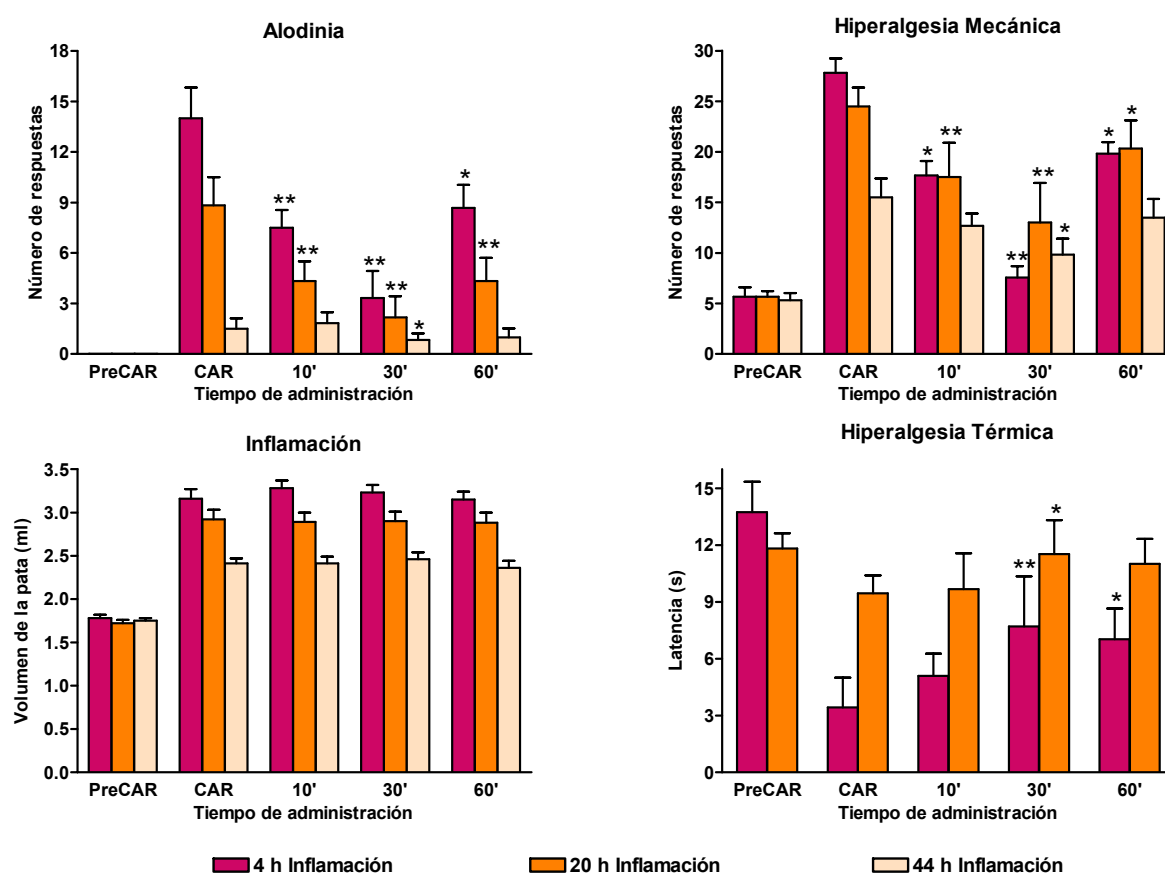 Alodinia
Número de respuestas
18
15
12
9
6
3
0
** ** ** ** * * **
PreCAR CAR 10' 30' 60'
Tiempo de administración
Hiperalgesia Mecánica
Número de respuestas
30
25
20
15
10
5
0
* ** ** ** * * *
PreCAR CAR 10' 30' 60'
Tiempo de administración
Inflamación
Volumen de la pata (ml)
3.5
3.0
2.5
2.0
1.5
1.0
0.5
0.0
PreCAR CAR 10' 30' 60'
Tiempo de administración
Hiperalgesia Térmica
Latencia (s)
15
12
9
6
3
0
** * *
PreCAR CAR 10' 30' 60'
Tiempo de administración
4 h Inflamación 20 h Inflamación 44 h Inflamación